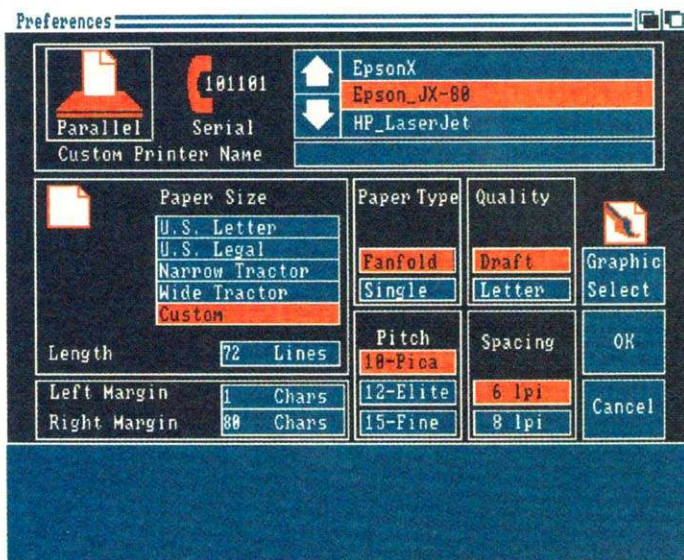 Preferences
101101
Parallel
Serial
Custom Printer Name
EpsonX
Epson_JX-80
HP_LaserJet
Paper Size
U.S. Letter
U.S. Legal
Narrow Tractor
Wide Tractor
Custom
Length 72 Lines
Left Margin 1 Chars
Right Margin 80 Chars
Paper Type
Fanfold
Single
Quality
Draft
Letter
Pitch
10-Pica
12-Elite
15-Fine
Spacing
6 lpi
8 lpi
Graphic
Select
OK
Cancel